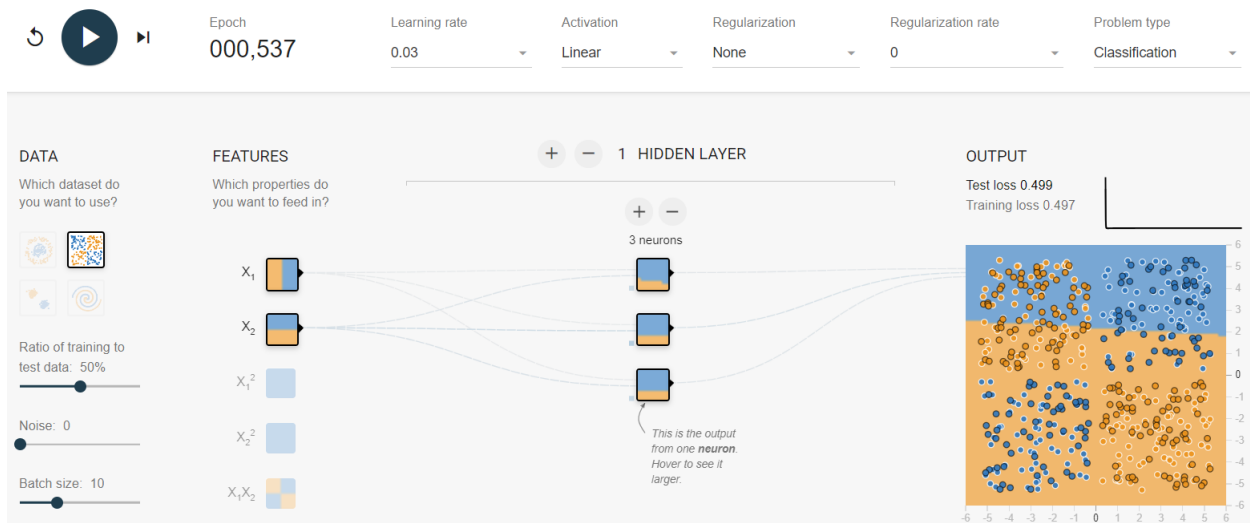 Epoch
000,537
Learning rate
0.03
Activation
Linear
Regularization
None
Regularization rate
0
Problem type
Classification
DATA
Which dataset do
you want to use?
Ratio of training to
test data: 50%
Noise: 0
Batch size: 10
FEATURES
Which properties do
you want to feed in?
X₁
X₂
X₁²
X₂²
X₁X₂
+ − 1 HIDDEN LAYER
+ −
3 neurons
This is the output
from one neuron.
Hover to see it
larger.
OUTPUT
Test loss 0.499
Training loss 0.497
6
5
4
3
2
1
0
-1
-2
-3
-4
-5
-6
-6 -5 -4 -3 -2 -1 0 1 2 3 4 5 6